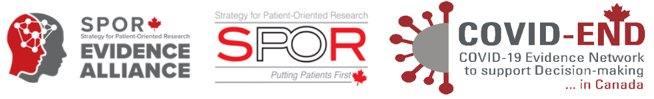 SPOR
Strategy for Patient-Oriented Research
EVIDENCE
ALLIANCE
Strategy for Patient-Oriented Research
SPOR
Putting Patients First
COVID-END
COVID-19 Evidence Network
to support Decision-making
... in Canada